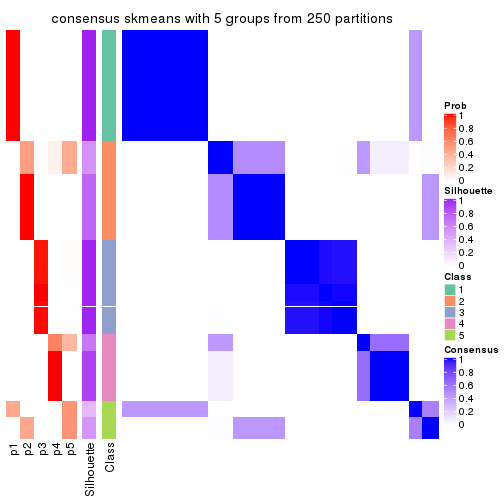 consensus skmeans with 5 groups from 250 partitions
Prob
1
0.8
0.6
0.4
0.2
0
Silhouette
1
0.8
0.6
0.4
0.2
0
Class
1
2
3
4
5
Consensus
1
0.8
0.6
0.4
0.2
0
p1
p2
p3
p4
p5
Silhouette
Class